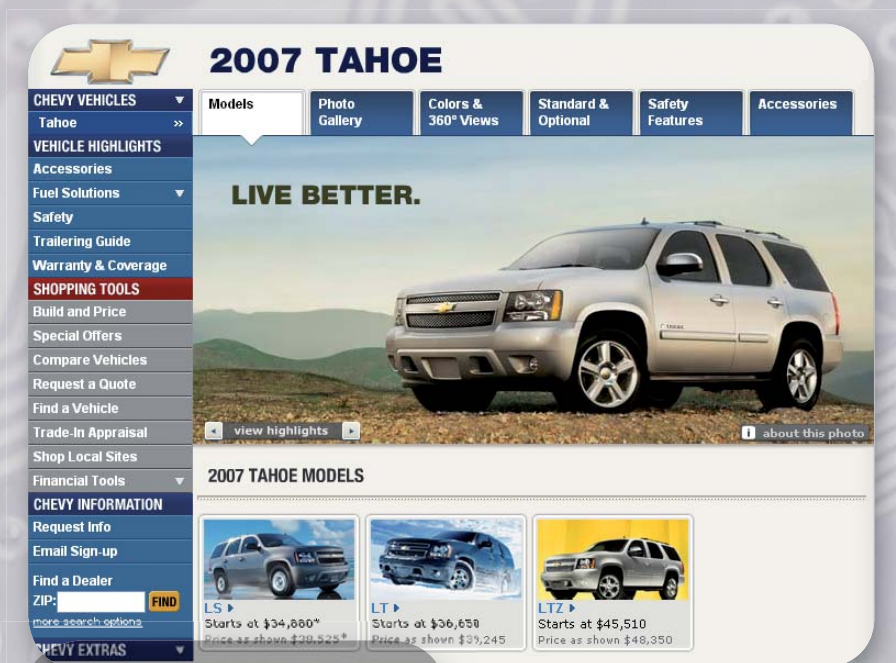 2007 TAHOE
CHEVY VEHICLES
Tahoe »
VEHICLE HIGHLIGHTS
Accessories
Fuel Solutions
Safety
Trailering Guide
Warranty & Coverage
SHOPPING TOOLS
Build and Price
Special Offers
Compare Vehicles
Request a Quote
Find a Vehicle
Trade-In Appraisal
Shop Local Sites
Financial Tools
CHEVY INFORMATION
Request Info
Email Sign-up
Find a Dealer
ZIP: FIND
more search options
CHEVY EXTRAS
Models
Photo
Gallery
Colors &
360° Views
Standard &
Optional
Safety
Features
Accessories
LIVE BETTER.
view highlights
i about this photo
2007 TAHOE MODELS
LS
Starts at $34,880*
Price as shown $38,525*
LT
Starts at $36,650
Price as shown $39,245
LTZ
Starts at $45,510
Price as shown $48,350